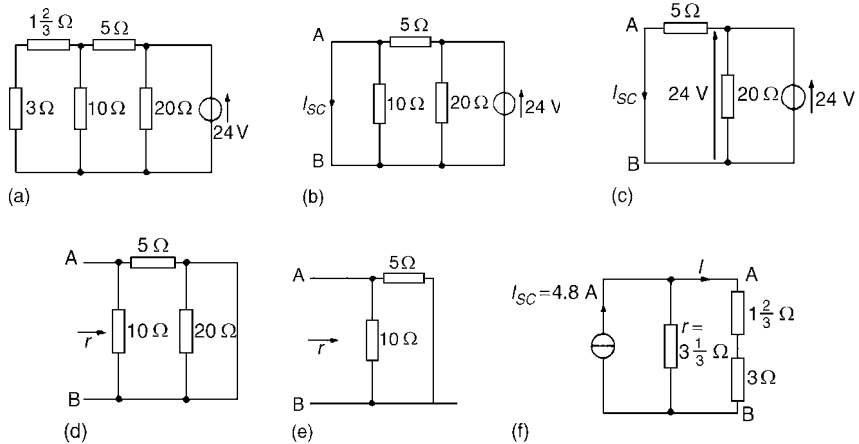 1 2/3 Ω 5 Ω
3 Ω 10 Ω 20 Ω 24 V
(a)
A 5 Ω
I_SC 10 Ω 20 Ω 24 V
B
(b)
A 5 Ω
I_SC 24 V 20 Ω 24 V
B
(c)
A 5 Ω
r 10 Ω 20 Ω
B
(d)
A 5 Ω
r 10 Ω
B
(e)
I A
I_SC = 4.8 A r = 3 1/3 Ω 1 2/3 Ω
3 Ω
B
(f)